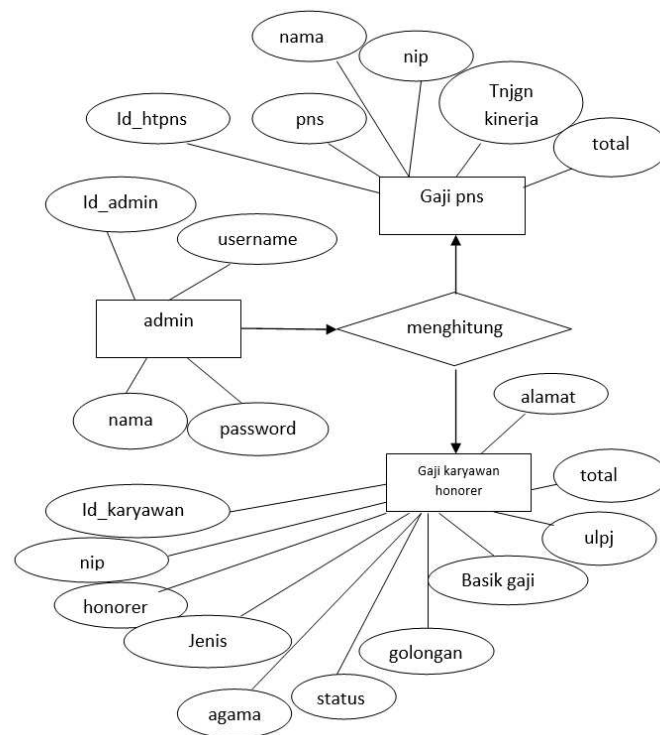 nama
nip
Tnjgn
kinerja
Id_htpns
pns
total
Gaji pns
Id_admin
username
admin
menghitung
nama
password
alamat
Gaji karyawan
honorer
total
Id_karyawan
ulpj
nip
Basik gaji
honorer
Jenis
golongan
status
agama